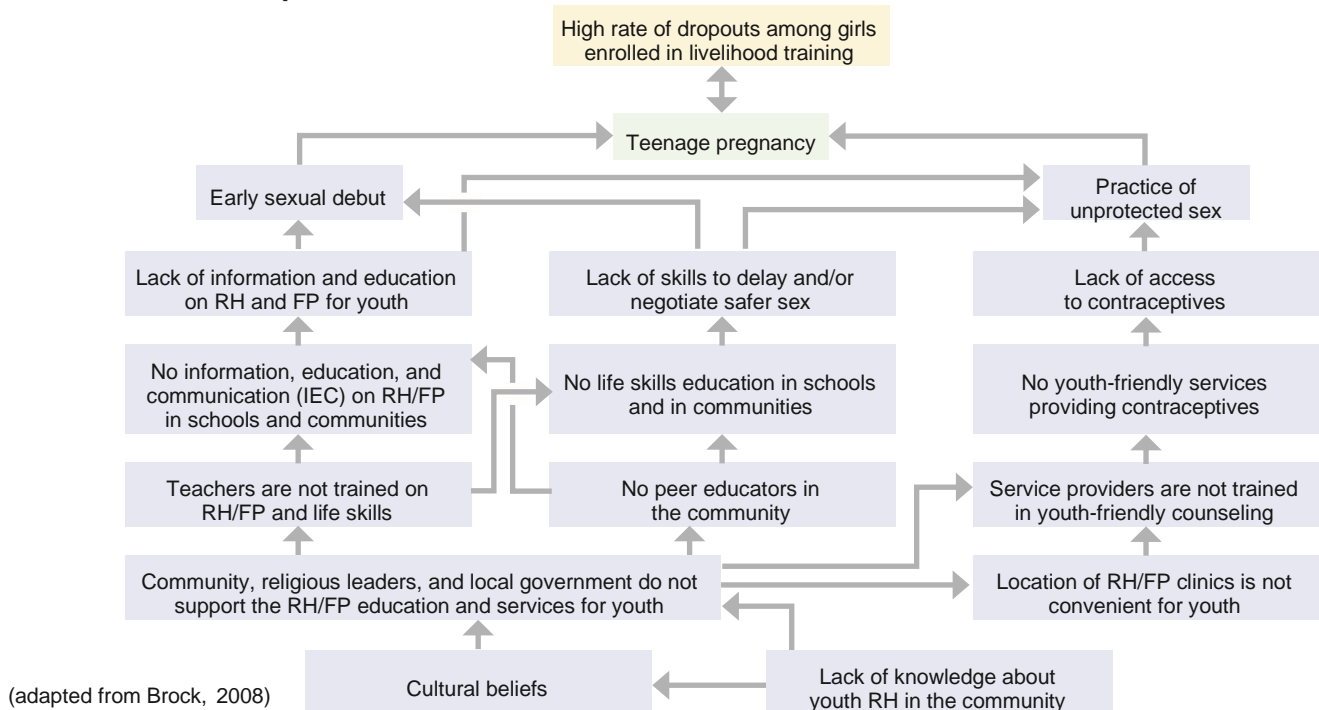 High rate of dropouts among girls
enrolled in livelihood training
Teenage pregnancy
Early sexual debut
Practice of
unprotected sex
Lack of information and education
on RH and FP for youth
Lack of skills to delay and/or
negotiate safer sex
Lack of access
to contraceptives
No information, education, and
communication (IEC) on RH/FP
in schools and communities
No life skills education in schools
and in communities
No youth-friendly services
providing contraceptives
Teachers are not trained on
RH/FP and life skills
No peer educators in
the community
Service providers are not trained
in youth-friendly counseling
Community, religious leaders, and local government do not
support the RH/FP education and services for youth
Location of RH/FP clinics is not
convenient for youth
Cultural beliefs
Lack of knowledge about
youth RH in the community
(adapted from Brock, 2008)